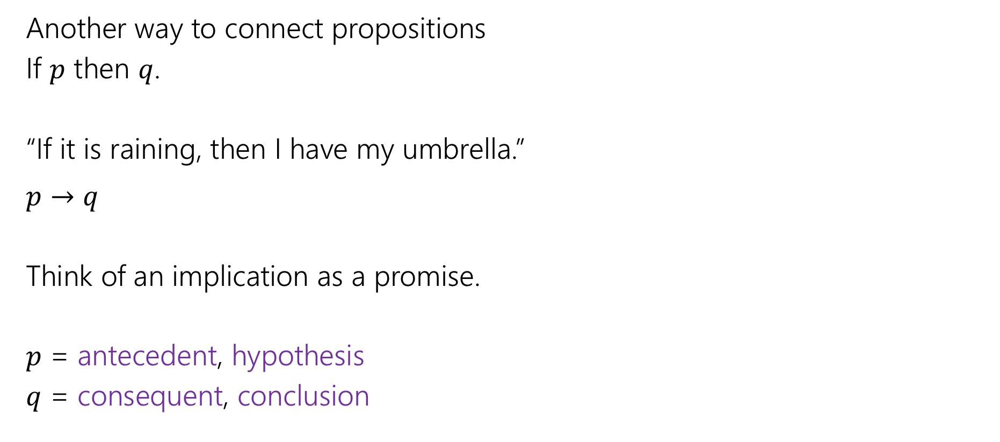 Another way to connect propositions
If p then q.
“If it is raining, then I have my umbrella.”
p → q
Think of an implication as a promise.
p = antecedent, hypothesis
q = consequent, conclusion